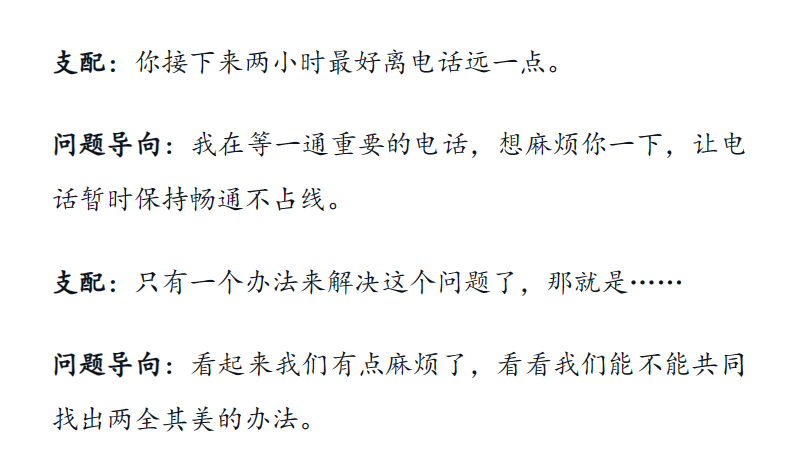 支配：你接下来两小时最好离电话远一点。
问题导向：我在等一通重要的电话，想麻烦你一下，让电
话暂时保持畅通不占线。
支配：只有一个办法来解决这个问题了，那就是……
问题导向：看起来我们有点麻烦了，看看我们能不能共同
找出两全其美的办法。